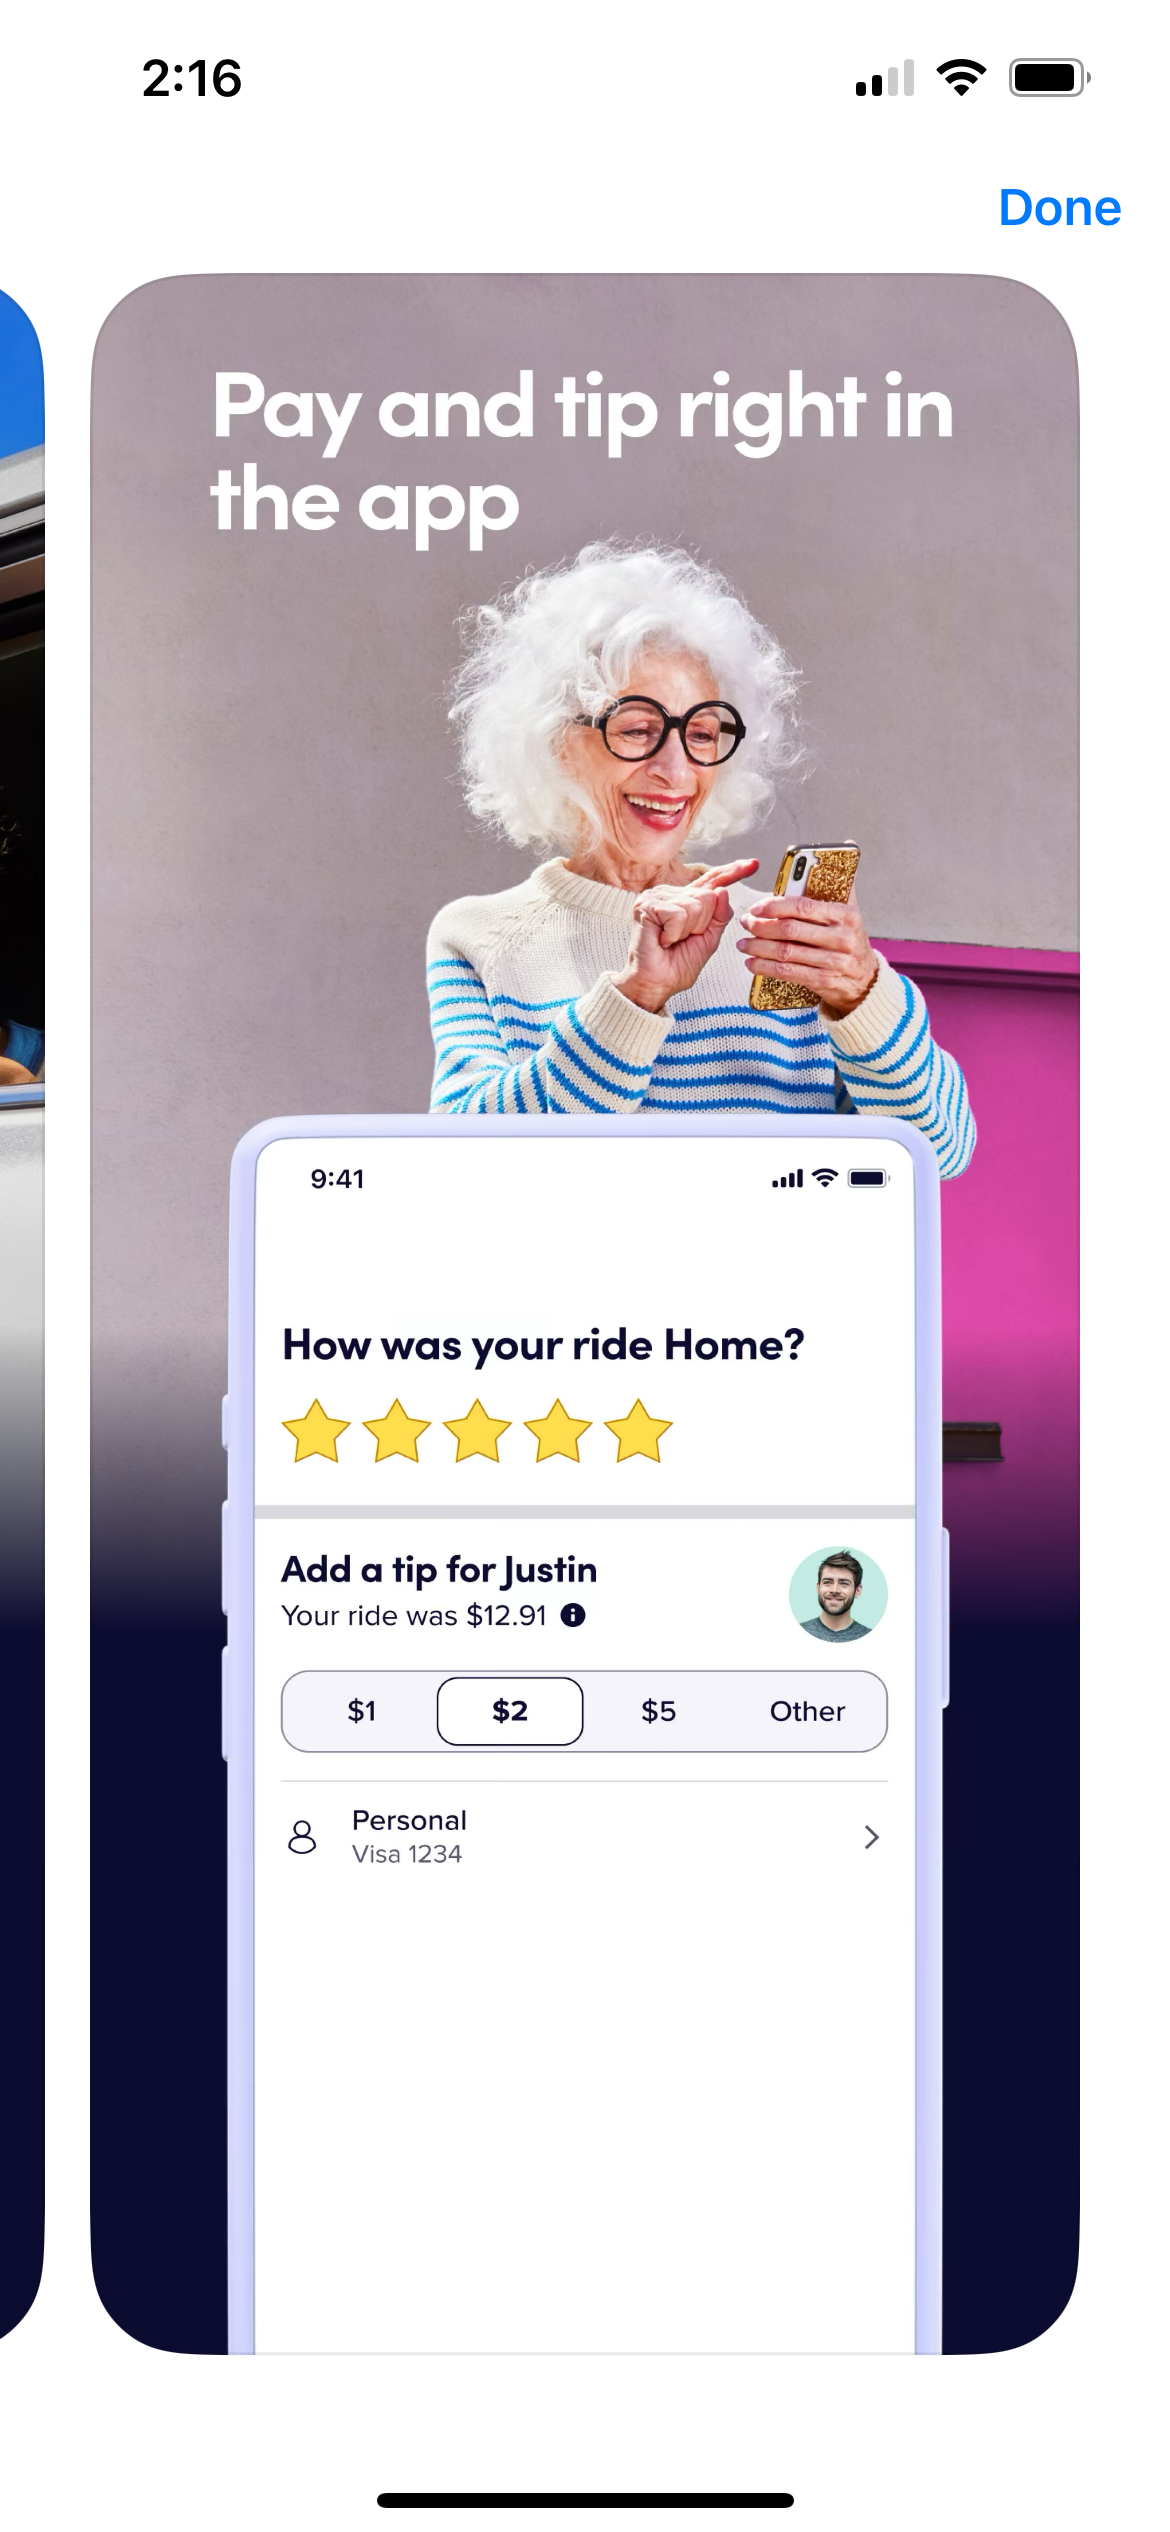 2:16
Done
Pay and tip right in
the app
9:41
How was your ride Home?
Add a tip for Justin
Your ride was $12.91
$1 $2 $5 Other
Personal
Visa 1234